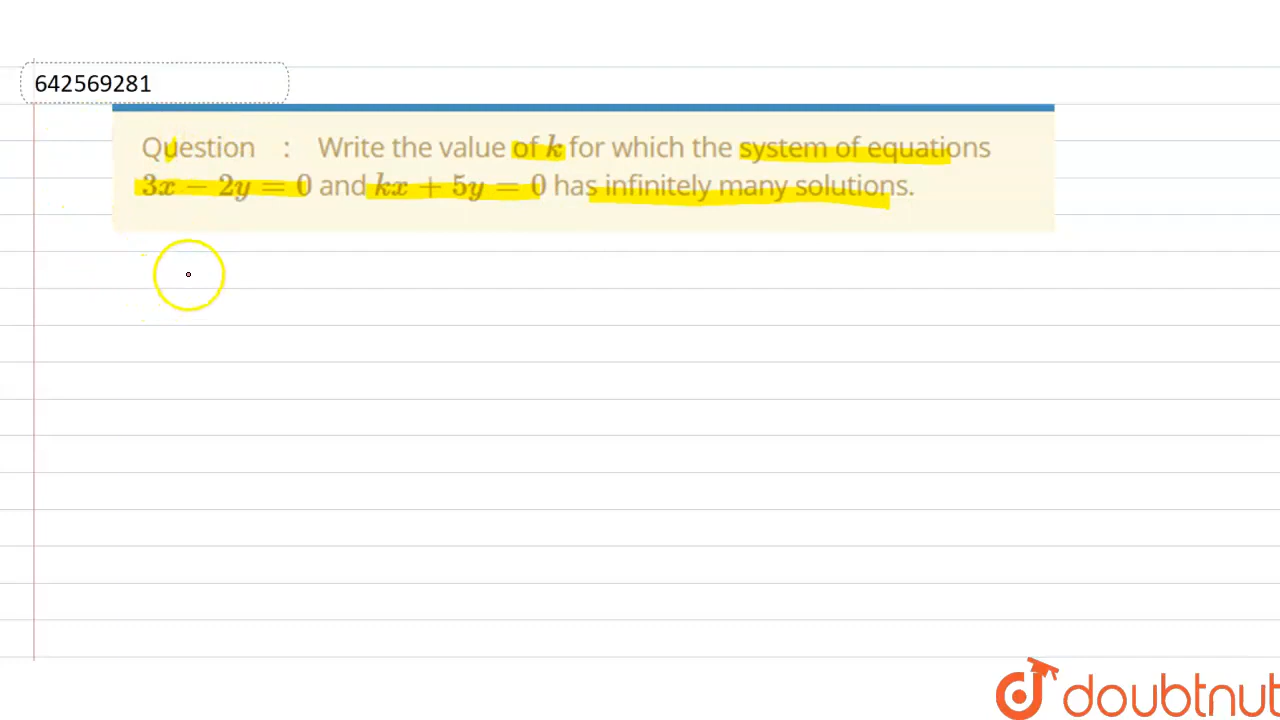 642569281
Question : Write the value of k for which the system of equations
3x − 2y = 0 and kx + 5y = 0 has infinitely many solutions.
doubtnut